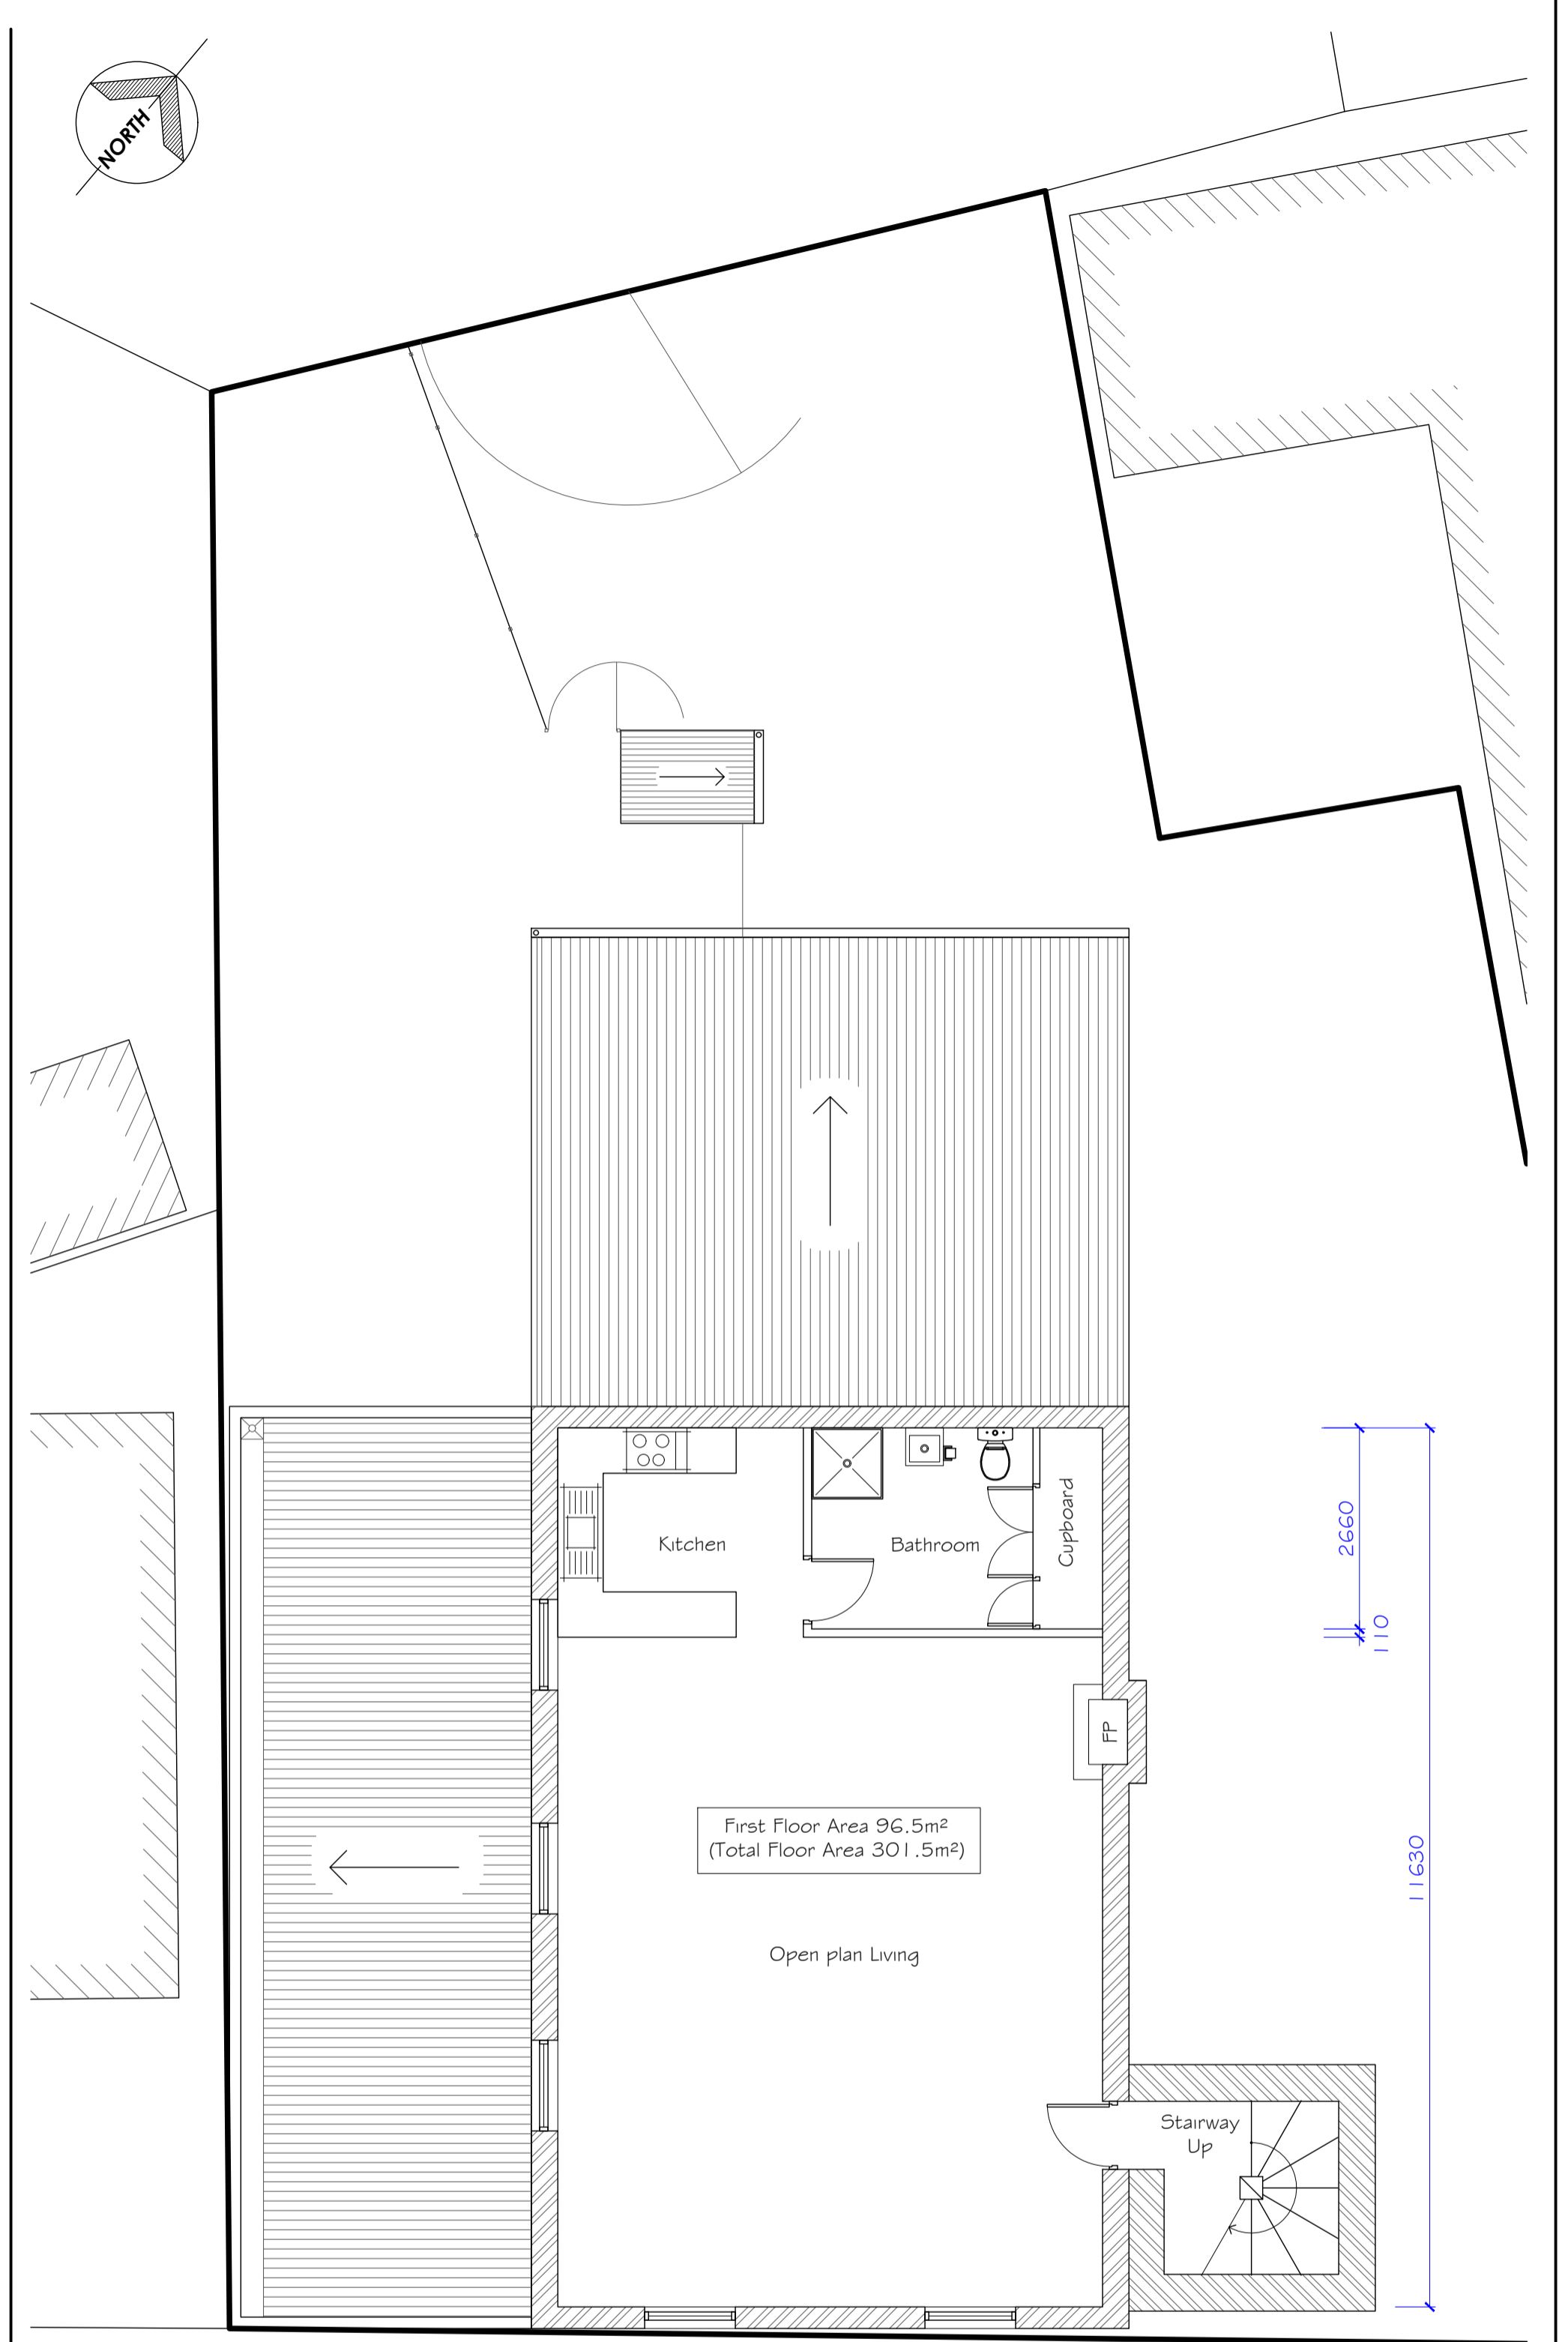 NORTH
Kitchen
Bathroom
Cupboard
2660
110
FP
First Floor Area 96.5m²
(Total Floor Area 301.5m²)
11630
Open plan Living
Stairway
Up